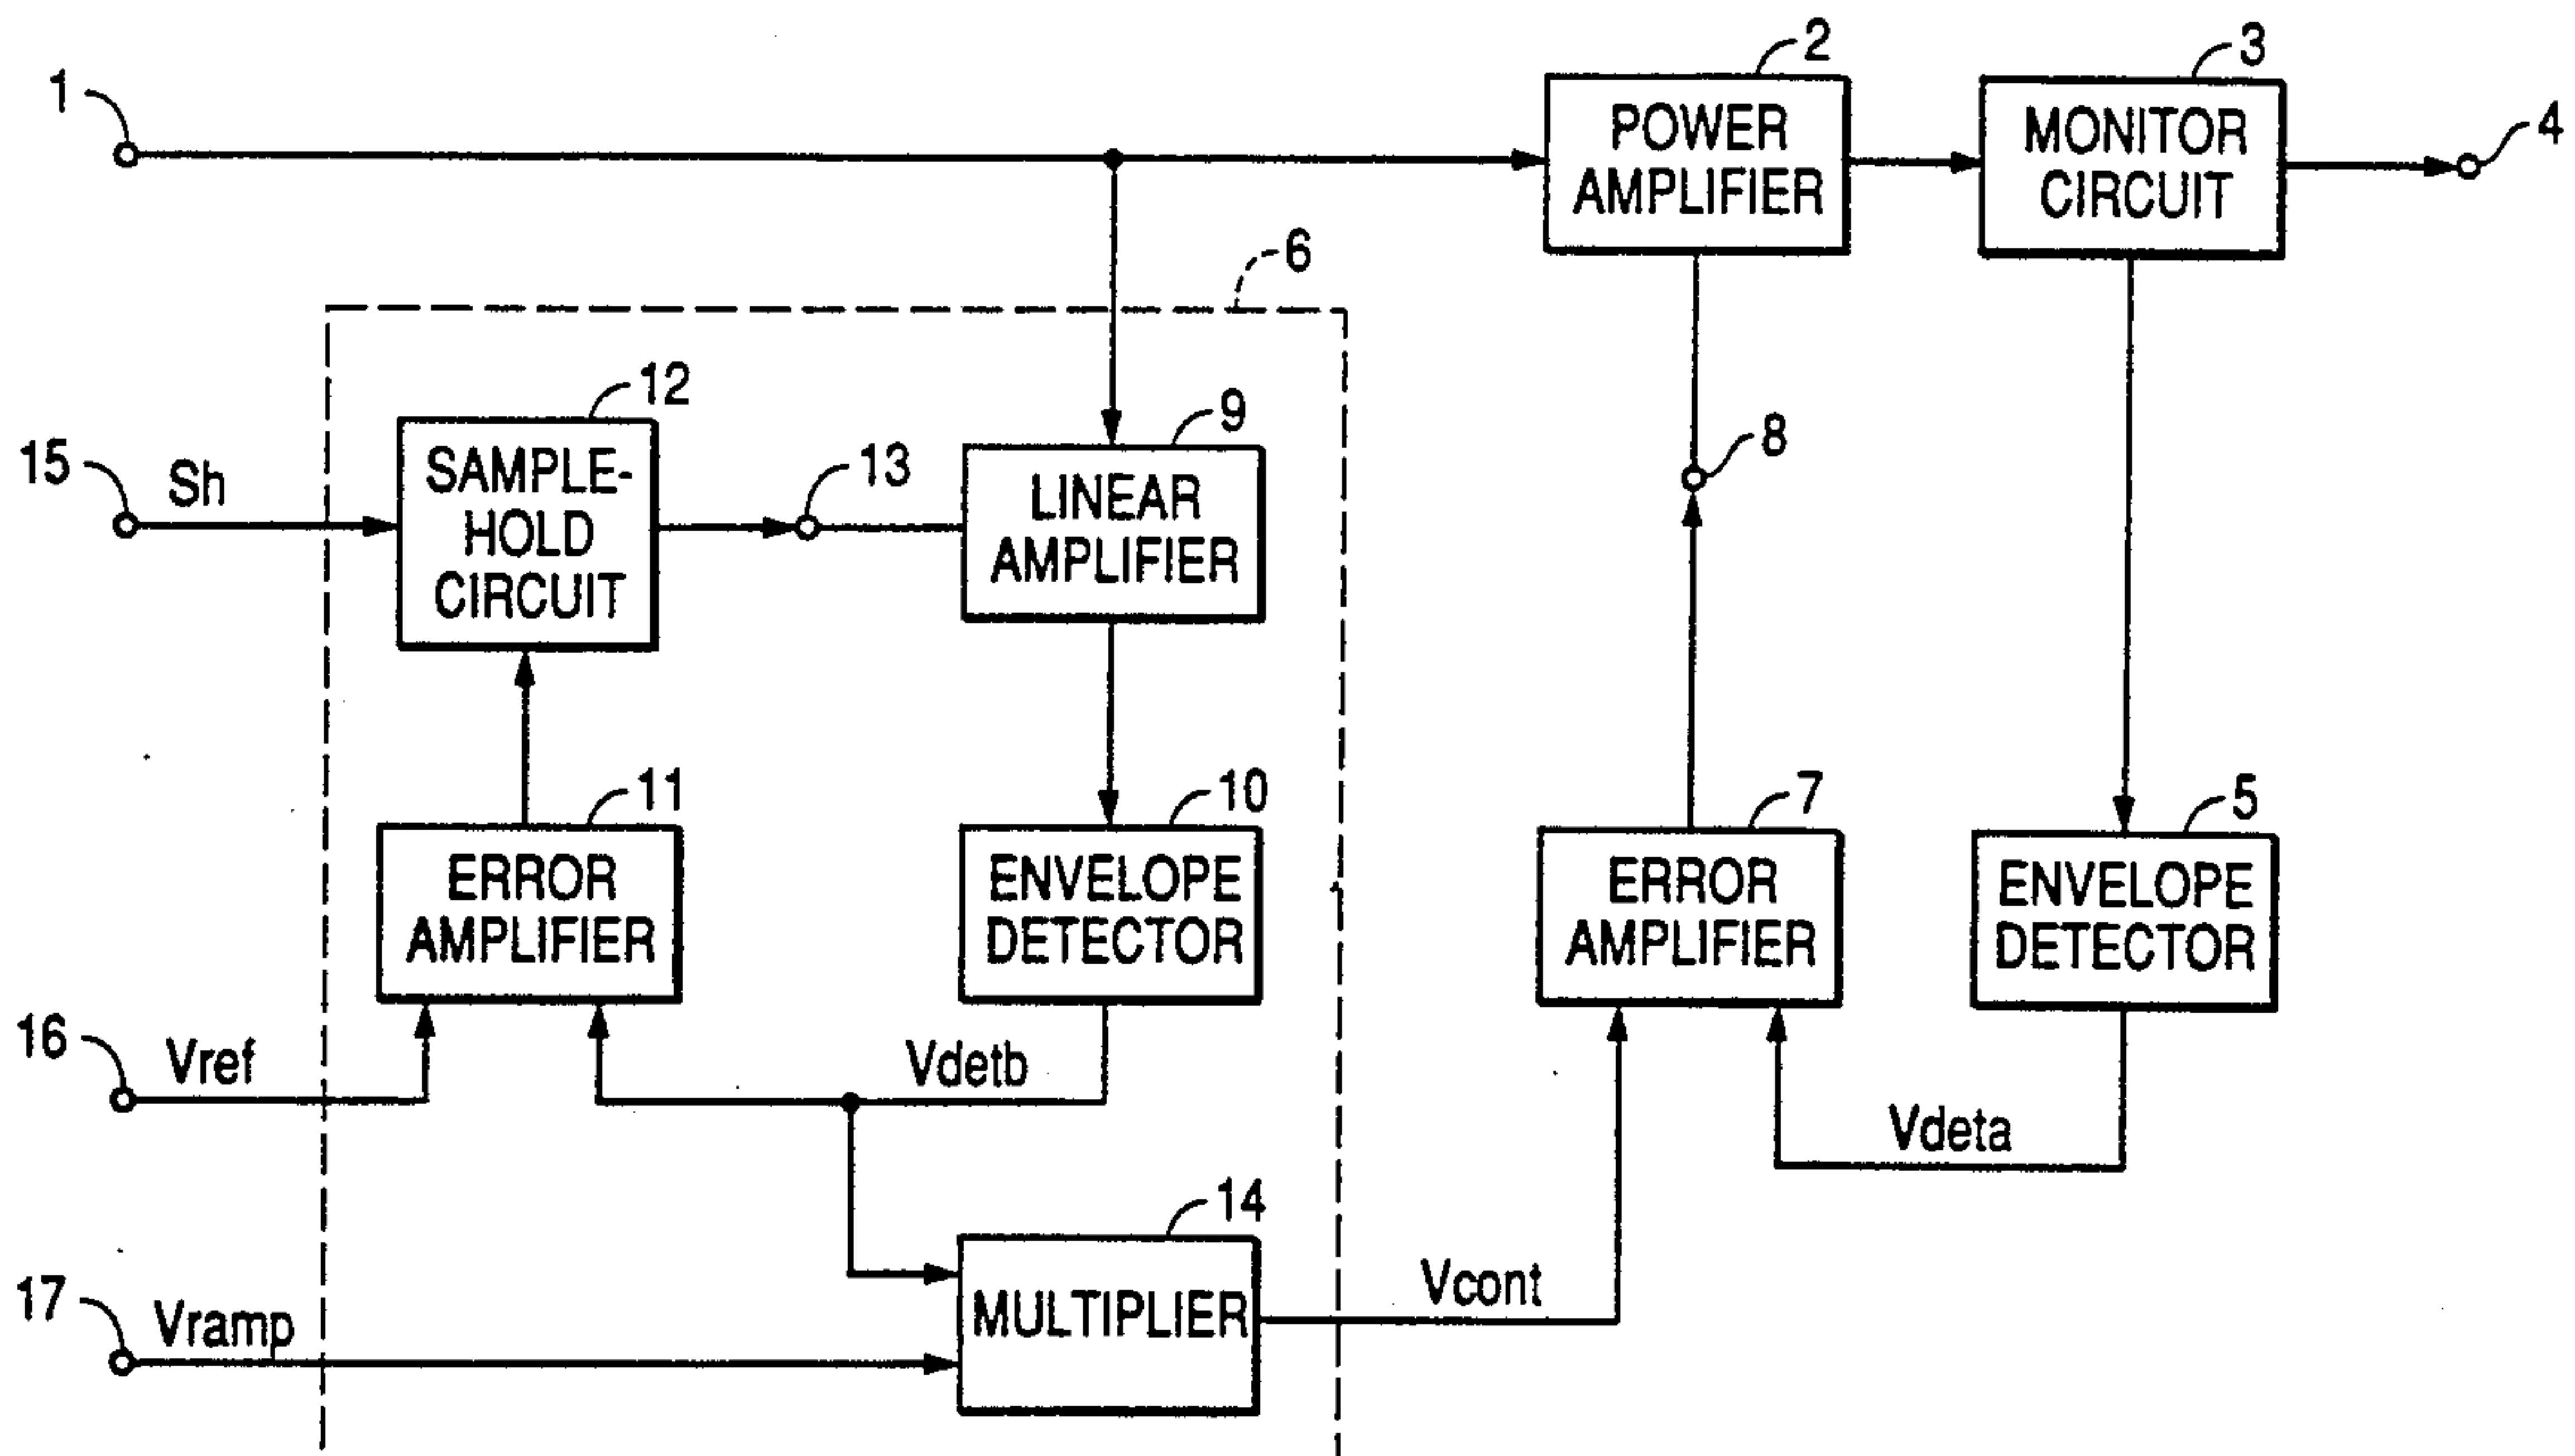 2
3
1
POWER
AMPLIFIER
MONITOR
CIRCUIT
4
6
12
9
13
8
15
Sh
SAMPLE-
HOLD
CIRCUIT
LINEAR
AMPLIFIER
11
10
7
5
ERROR
AMPLIFIER
ENVELOPE
DETECTOR
ERROR
AMPLIFIER
ENVELOPE
DETECTOR
16
Vref
Vdetb
Vdeta
14
17
Vramp
MULTIPLIER
Vcont